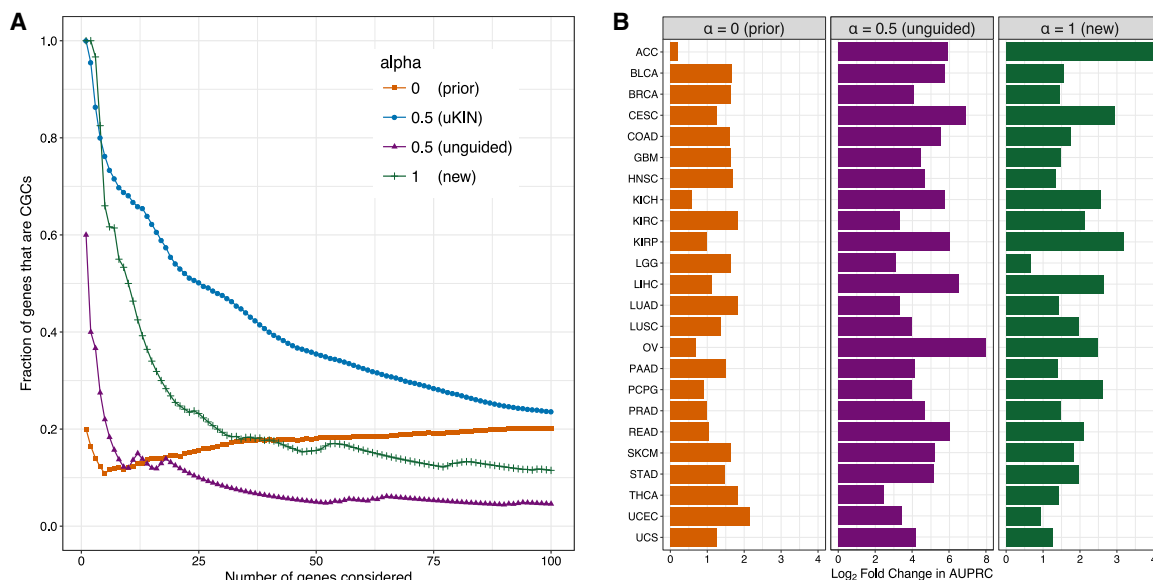 A
Fraction of genes that are CGCs
1.0
0.8
0.6
0.4
0.2
0.0
0
25
50
75
100
Number of genes considered
alpha
0 (prior)
0.5 (uKIN)
0.5 (unguided)
1 (new)
B
α = 0 (prior)
α = 0.5 (unguided)
α = 1 (new)
ACC
BLCA
BRCA
CESC
COAD
GBM
HNSC
KICH
KIRC
KIRP
LGG
LIHC
LUAD
LUSC
OV
PAAD
PCPG
PRAD
READ
SKCM
STAD
THCA
UCEC
UCS
0 1 2 3 4
0 2 4 6 8
0 1 2 3 4
Log₂ Fold Change in AUPRC